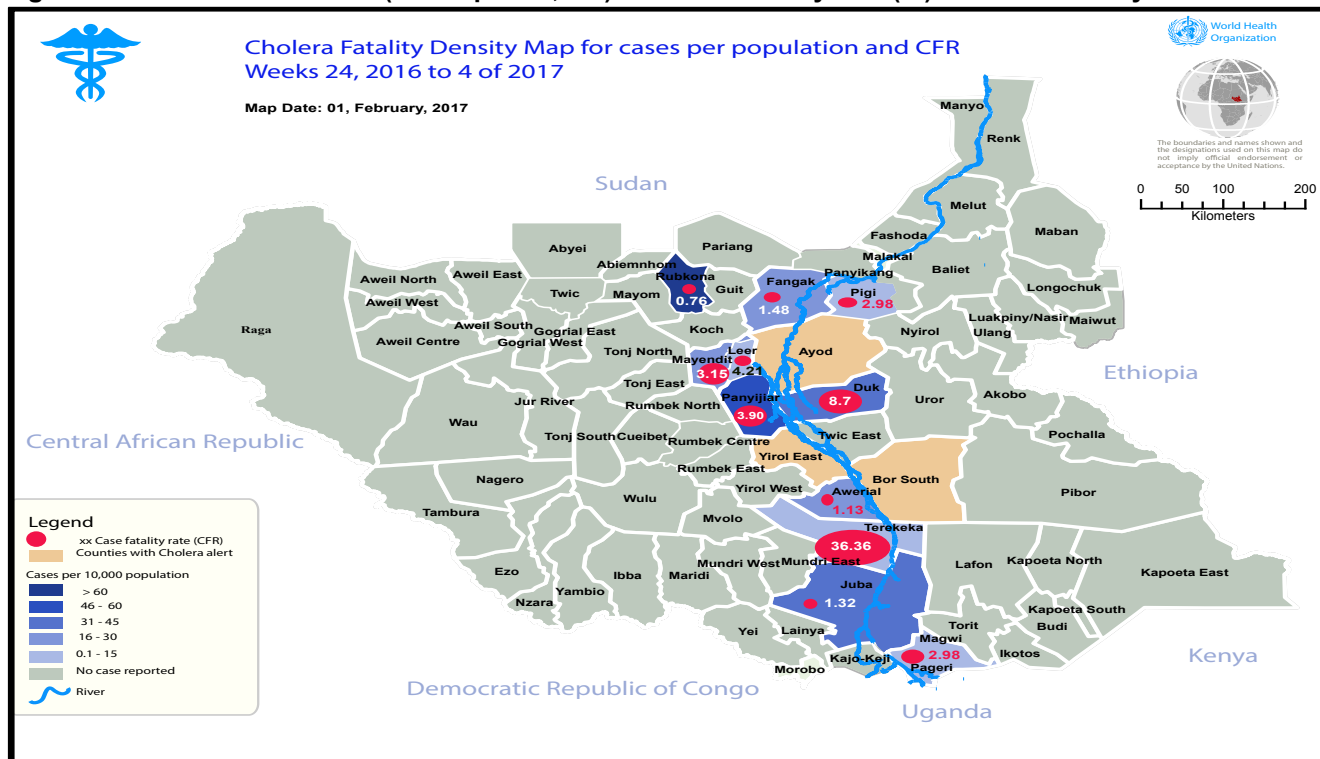 World Health
Organization
Cholera Fatality Density Map for cases per population and CFR
Weeks 24, 2016 to 4 of 2017
Map Date: 01, February, 2017
The boundaries and names shown and
the designations used on this map do
not imply official endorsement or
acceptance by the United Nations.
0 50 100 200
Kilometers
Sudan
Manyo
Renk
Melut
Maban
Fashoda
Malakal
Baliet
Longochuk
Luakpiny/Nasir
Maiwut
Ulang
Nyirol
Abyei
Pariang
Abiemnhom
Rubkona
0.76
Guit
Mayom
Twic
Aweil North
Aweil East
Aweil West
Aweil South
Aweil Centre
Raga
Gogrial East
Gogrial West
Fangak
1.48
Panyikang
Pigi
2.98
Koch
Tonj North
Leer
Mayendit
4.21
3.15
Ayod
Tonj East
Panyijiar
3.90
Duk
8.7
Uror
Akobo
Ethiopia
Jur River
Rumbek North
Wau
Tonj South
Cueibet
Rumbek Centre
Twic East
Pochalla
Central African Republic
Rumbek East
Yirol East
Bor South
Pibor
Nagero
Wulu
Yirol West
Awerial
1.13
Tambura
Mvolo
Terekeka
36.36
Mundri East
Mundri West
Maridi
Ibba
Ezo
Yambio
Nzara
Juba
1.32
Lafon
Kapoeta North
Kapoeta East
Kapoeta South
Budi
Torit
Ikotos
Magwi
2.98
Pageri
Yei
Lainya
Kajo-Keji
Morobo
Kenya
Democratic Republic of Congo
Uganda
Legend
xx Case fatality rate (CFR)
Counties with Cholera alert
Cases per 10,000 population
> 60
46 - 60
31 - 45
16 - 30
0.1 - 15
No case reported
River